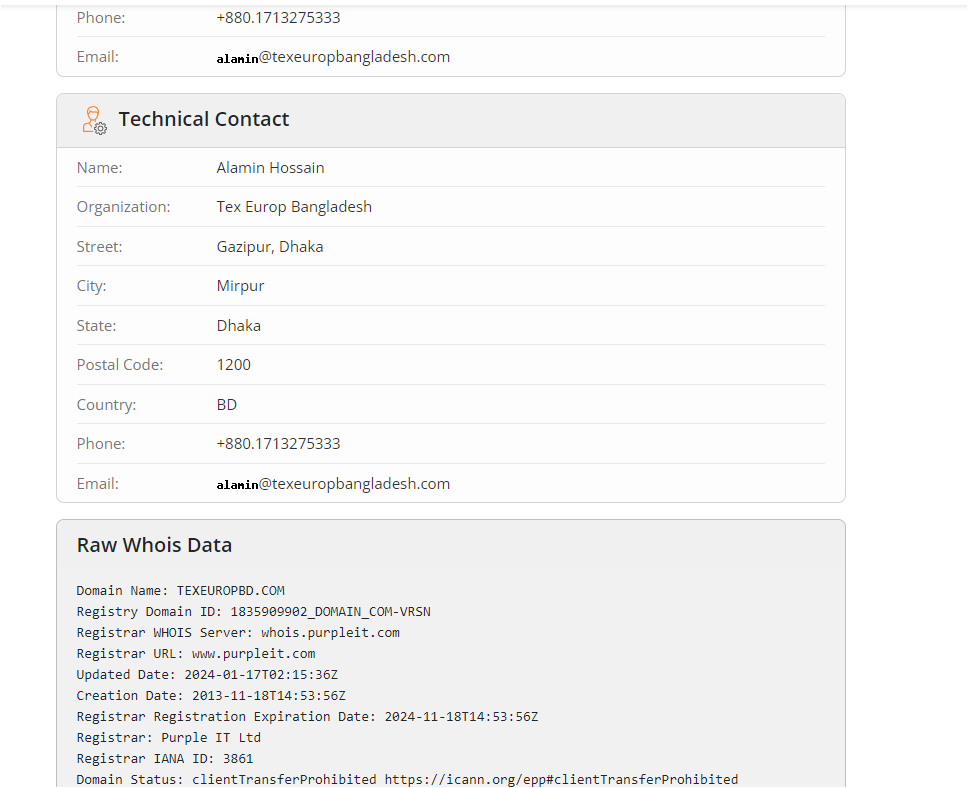 Phone: +880.1713275333
Email: alamin@texeuropbangladesh.com
Technical Contact
Name: Alamin Hossain
Organization: Tex Europ Bangladesh
Street: Gazipur, Dhaka
City: Mirpur
State: Dhaka
Postal Code: 1200
Country: BD
Phone: +880.1713275333
Email: alamin@texeuropbangladesh.com
Raw Whois Data
Domain Name: TEXEUROPBD.COM
Registry Domain ID: 1835909902_DOMAIN_COM-VRSN
Registrar WHOIS Server: whois.purpleit.com
Registrar URL: www.purpleit.com
Updated Date: 2024-01-17T02:15:36Z
Creation Date: 2013-11-18T14:53:56Z
Registrar Registration Expiration Date: 2024-11-18T14:53:56Z
Registrar: Purple IT Ltd
Registrar IANA ID: 3861
Domain Status: clientTransferProhibited https://icann.org/epp#clientTransferProhibited